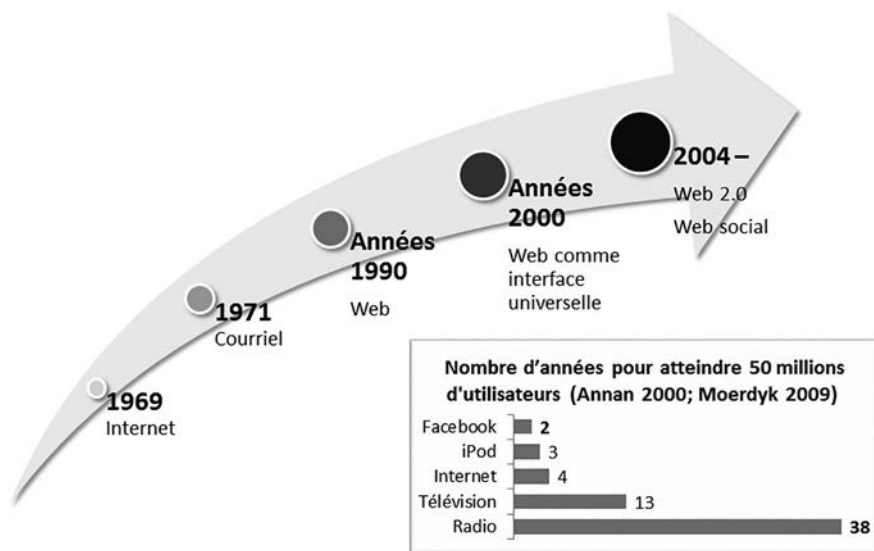 1969
Internet
1971
Courriel
Années
1990
Web
Années
2000
Web comme
interface
universelle
2004 –
Web 2.0
Web social
Nombre d'années pour atteindre 50 millions
d'utilisateurs (Annan 2000; Moerdyk 2009)
Facebook 2
iPod 3
Internet 4
Télévision 13
Radio 38